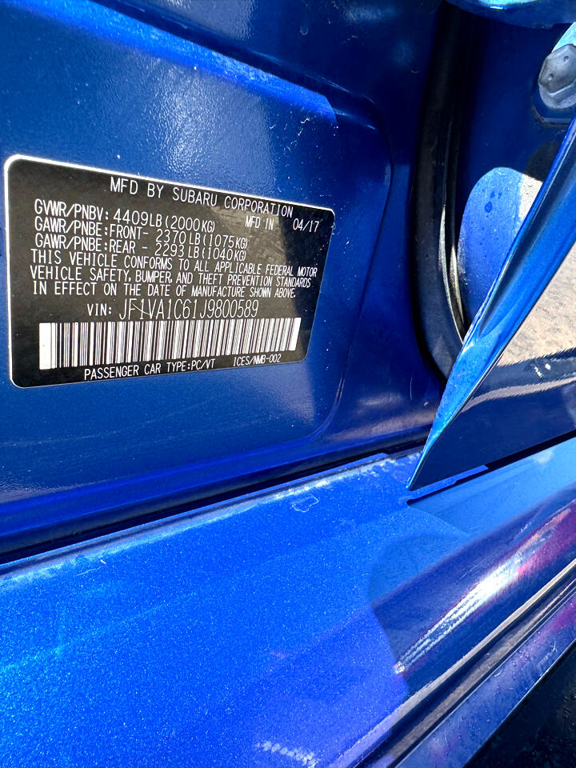 MFD BY SUBARU CORPORATION
GVWR/PNBV: 4409LB(2000KG) MFD IN 04/17
GAWR/PNBE:FRONT- 2370LB(1075KG)
GAWR/PNBE:REAR - 2293LB(1040KG)
THIS VEHICLE CONFORMS TO ALL APPLICABLE FEDERAL MOTOR
VEHICLE SAFETY, BUMPER, AND THEFT PREVENTION STANDARDS
IN EFFECT ON THE DATE OF MANUFACTURE SHOWN ABOVE.
VIN: JF1VA1C61J9800589
PASSENGER CAR TYPE:PC/VT ICES/NMB-002